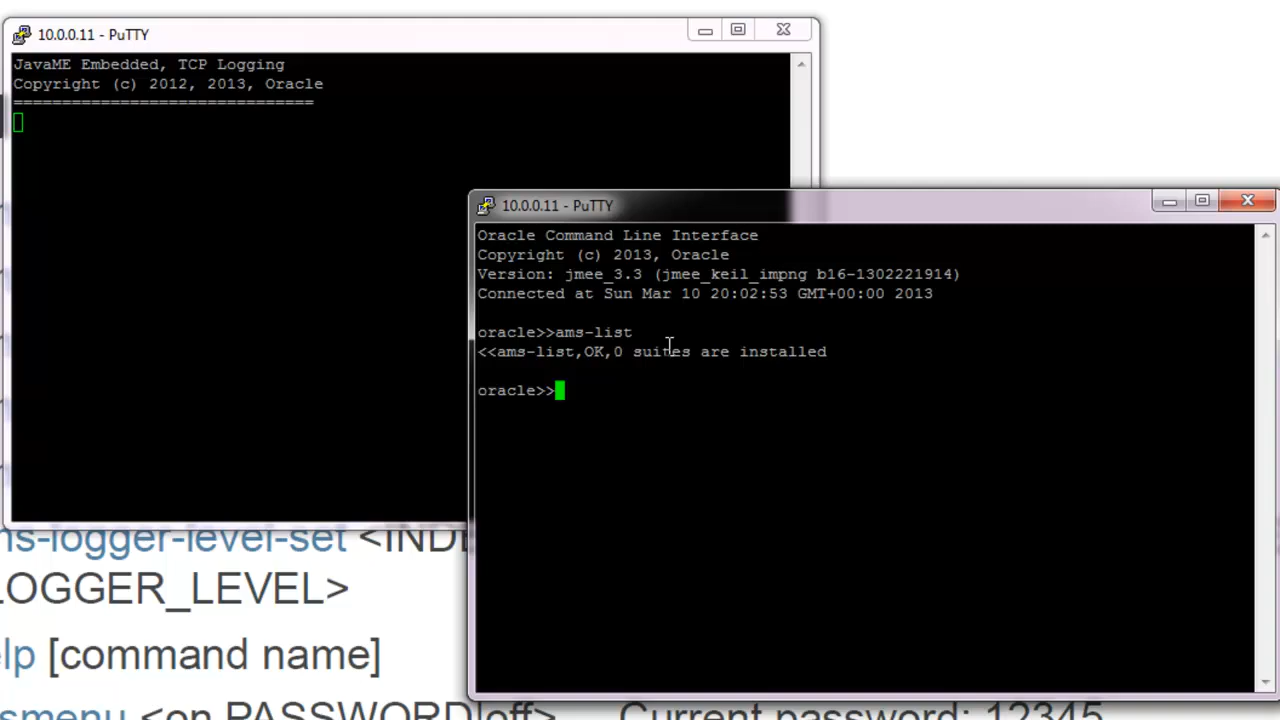 10.0.0.11 - PuTTY
JavaME Embedded, TCP Logging
Copyright (c) 2012, 2013, Oracle
===============================
10.0.0.11 - PuTTY
Oracle Command Line Interface
Copyright (c) 2013, Oracle
Version: jmee_3.3 (jmee_keil_impng b16-1302221914)
Connected at Sun Mar 10 20:02:53 GMT+00:00 2013
oracle>>ams-list
<<ams-list,OK,0 suites are installed
oracle>>
s-logger-level-set <IND
LOGGER_LEVEL>
elp [command name]
smenu <on PASSWORD|off> Current password: 12345